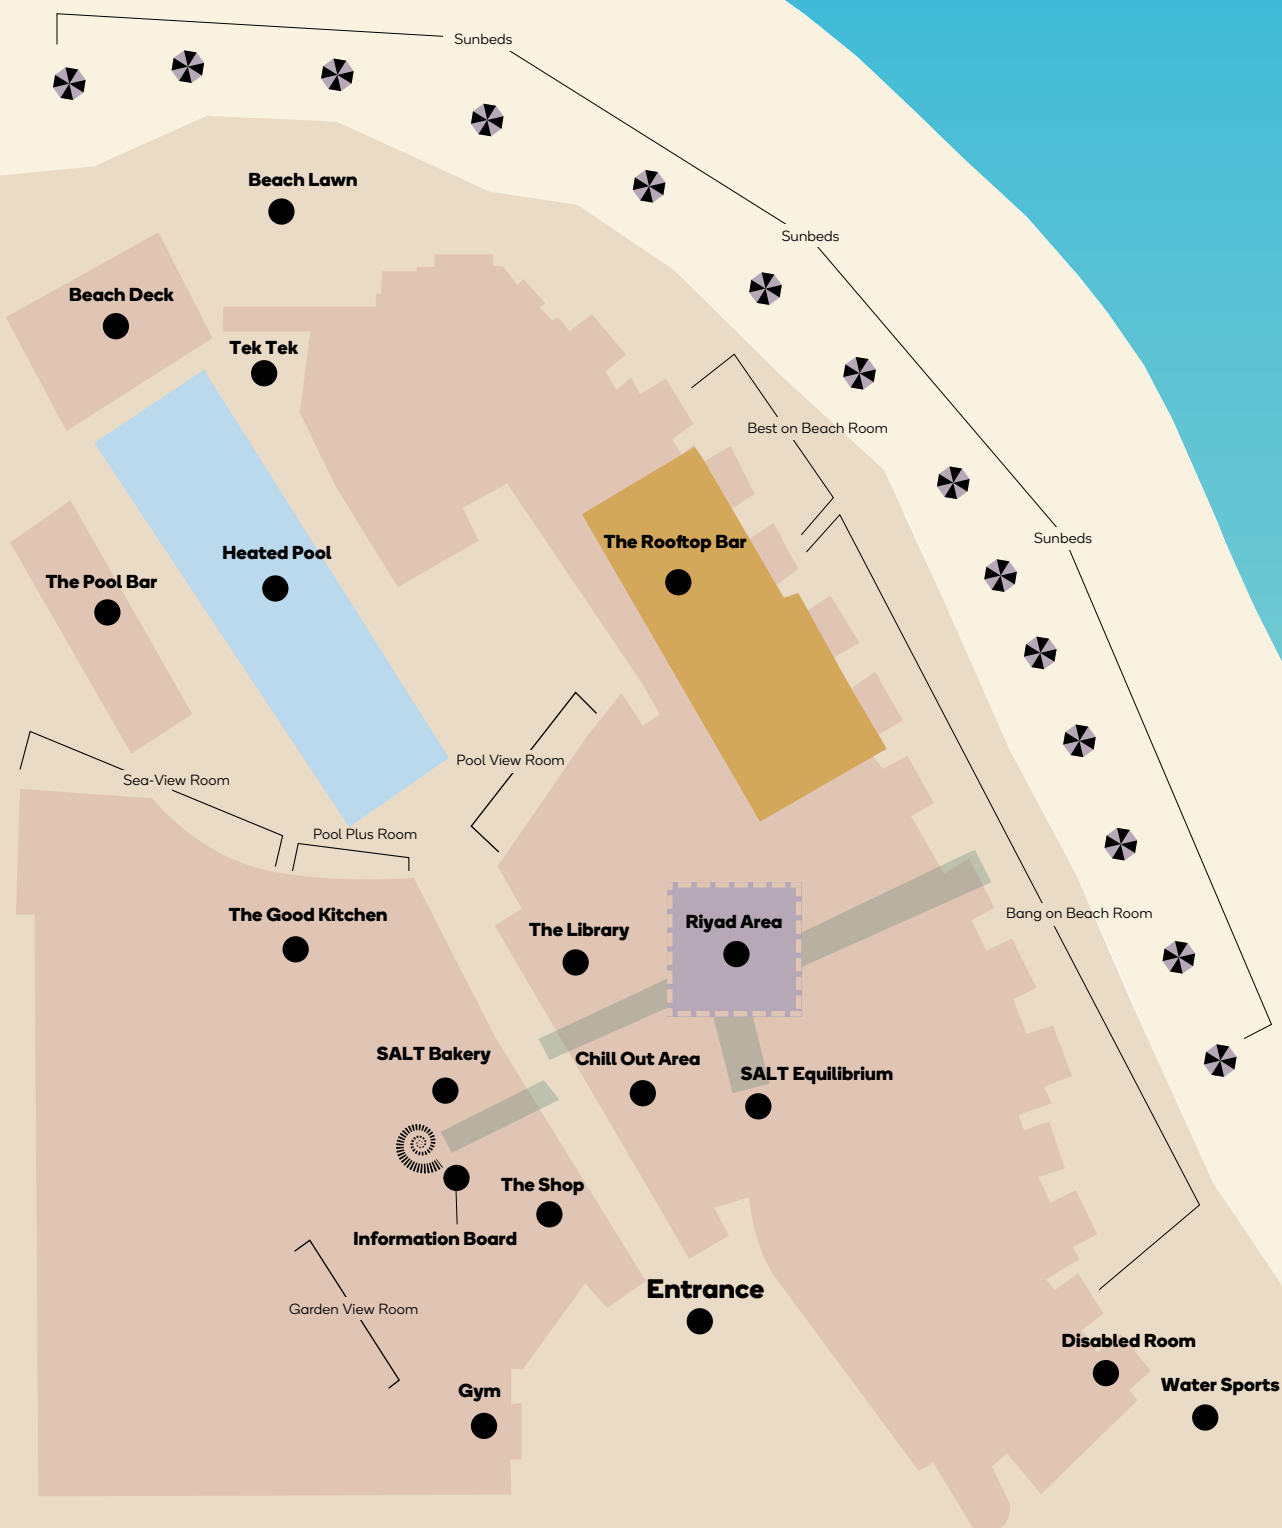 Sunbeds
Beach Lawn
Sunbeds
Beach Deck
Tek Tek
Best on Beach Room
The Rooftop Bar
Sunbeds
Heated Pool
The Pool Bar
Pool View Room
Sea-View Room
Pool Plus Room
The Good Kitchen
Bang on Beach Room
Riyad Area
The Library
SALT Bakery
Chill Out Area
SALT Equilibrium
The Shop
Information Board
Entrance
Garden View Room
Disabled Room
Water Sports
Gym